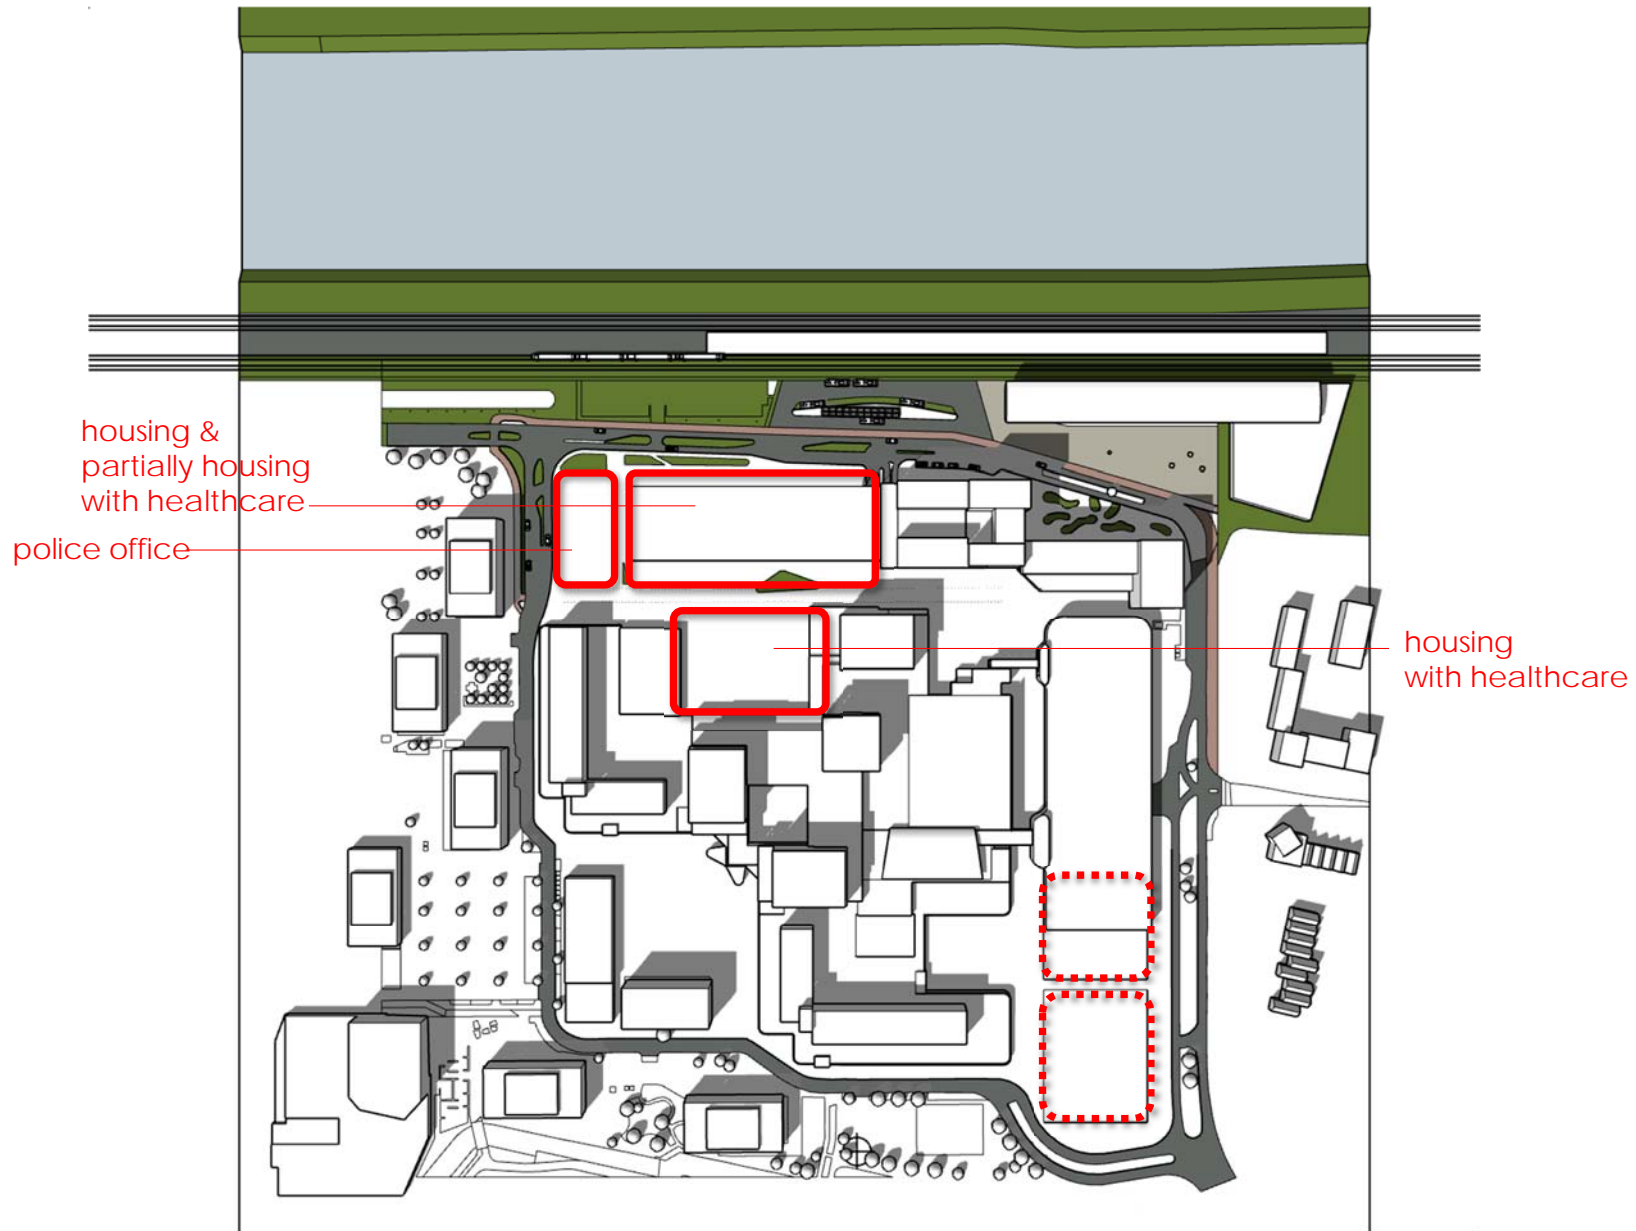 housing &
partially housing
with healthcare
police office
housing
with healthcare